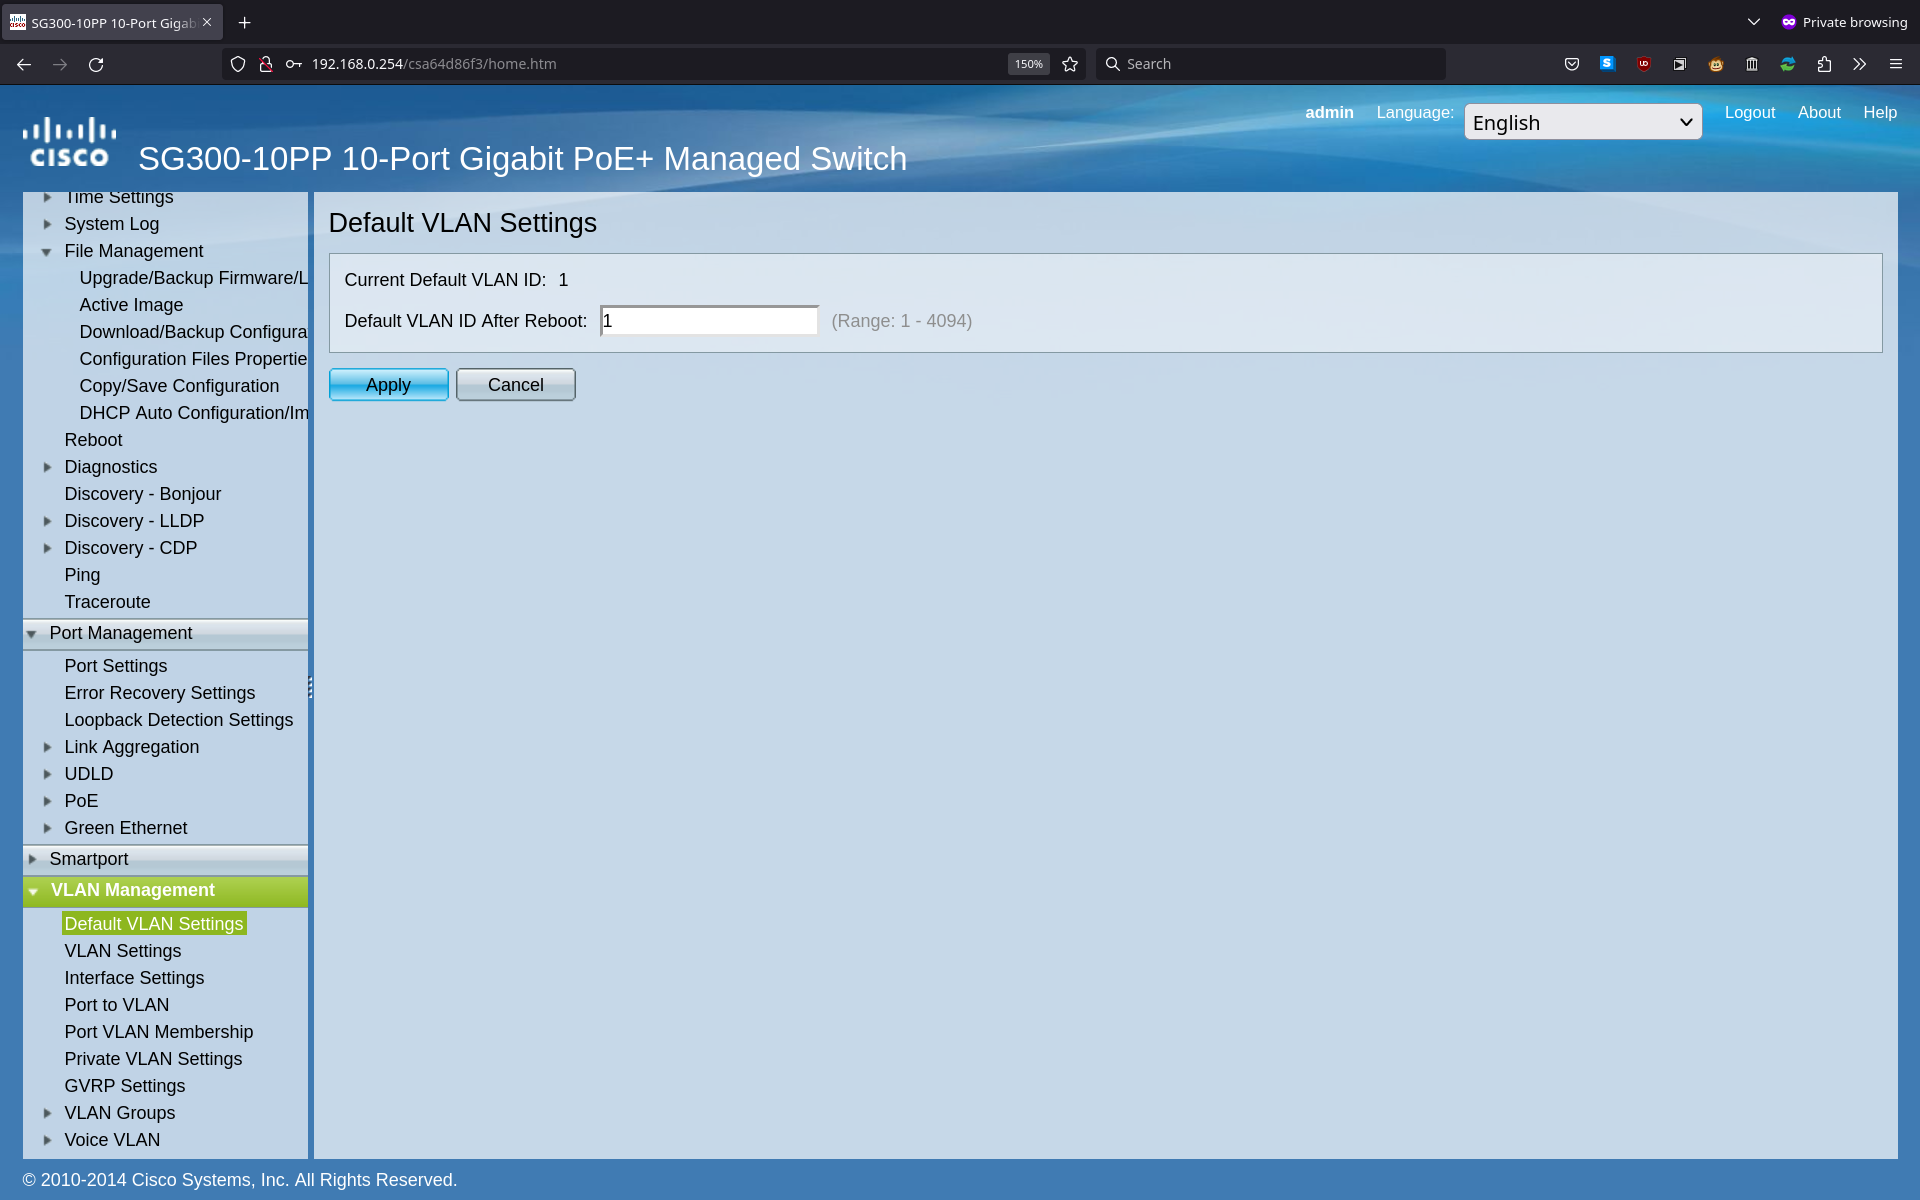 SG300-10PP 10-Port Gigab
Private browsing
192.168.0.254/csa64d86f3/home.htm
150%
Search
admin
Language:
English
Logout
About
Help
CISCO
SG300-10PP 10-Port Gigabit PoE+ Managed Switch
Time Settings
System Log
File Management
Upgrade/Backup Firmware/L
Active Image
Download/Backup Configura
Configuration Files Propertie
Copy/Save Configuration
DHCP Auto Configuration/Im
Reboot
Diagnostics
Discovery - Bonjour
Discovery - LLDP
Discovery - CDP
Ping
Traceroute
Port Management
Port Settings
Error Recovery Settings
Loopback Detection Settings
Link Aggregation
UDLD
PoE
Green Ethernet
Smartport
VLAN Management
Default VLAN Settings
VLAN Settings
Interface Settings
Port to VLAN
Port VLAN Membership
Private VLAN Settings
GVRP Settings
VLAN Groups
Voice VLAN
Default VLAN Settings
Current Default VLAN ID: 1
Default VLAN ID After Reboot: 1 (Range: 1 - 4094)
Apply
Cancel
© 2010-2014 Cisco Systems, Inc. All Rights Reserved.